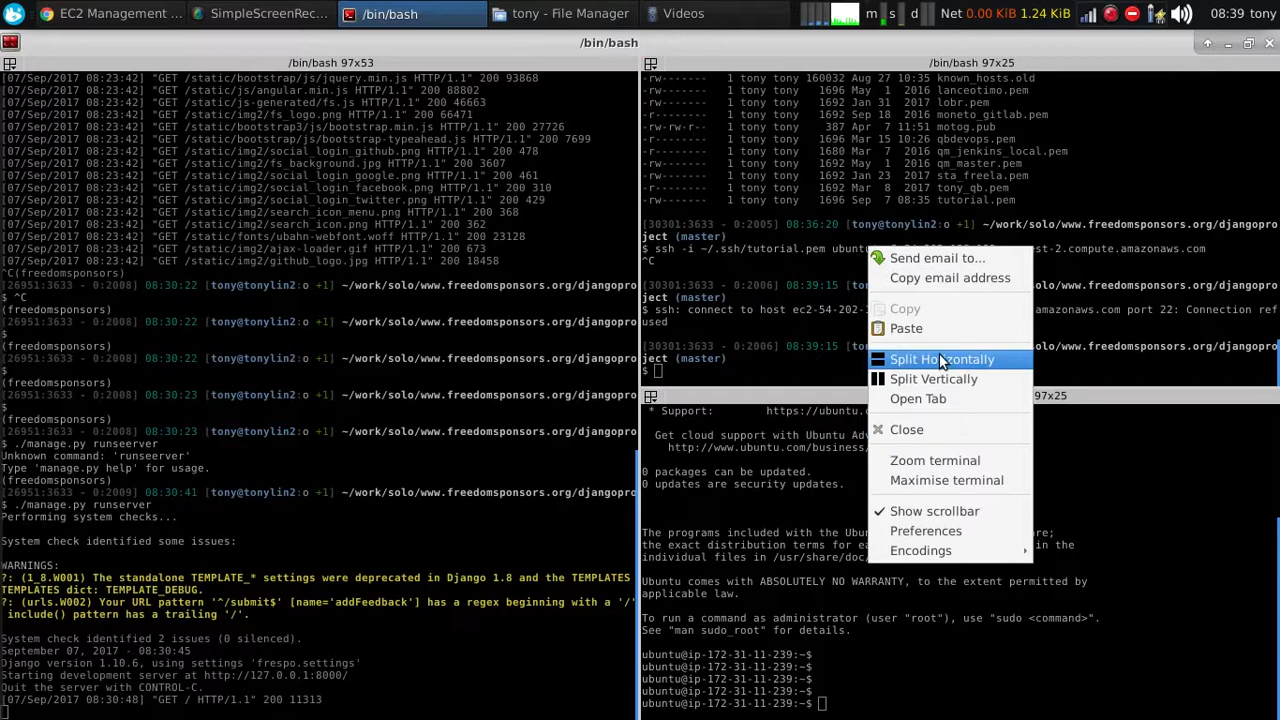 EC2 Management ...
SimpleScreenRec...
/bin/bash
tony - File Manager
Videos
m s d
Net 0.00 KiB 1.24 KiB
08:39 tony
/bin/bash
/bin/bash 97x53
[07/Sep/2017 08:23:42] "GET /static/bootstrap/js/jquery.min.js HTTP/1.1" 200 93868
[07/Sep/2017 08:23:42] "GET /static/js/angular.min.js HTTP/1.1" 200 88802
[07/Sep/2017 08:23:42] "GET /static/js-generated/fs.js HTTP/1.1" 200 46663
[07/Sep/2017 08:23:42] "GET /static/img2/fs_logo.png HTTP/1.1" 200 66471
[07/Sep/2017 08:23:42] "GET /static/bootstrap3/js/bootstrap.min.js HTTP/1.1" 200 27726
[07/Sep/2017 08:23:42] "GET /static/js/bootstrap-typeahead.js HTTP/1.1" 200 7699
[07/Sep/2017 08:23:42] "GET /static/img2/social_login_github.png HTTP/1.1" 200 478
[07/Sep/2017 08:23:42] "GET /static/img2/fs_background.jpg HTTP/1.1" 200 3607
[07/Sep/2017 08:23:42] "GET /static/img2/social_login_google.png HTTP/1.1" 200 461
[07/Sep/2017 08:23:42] "GET /static/img2/social_login_facebook.png HTTP/1.1" 200 310
[07/Sep/2017 08:23:42] "GET /static/img2/social_login_twitter.png HTTP/1.1" 200 429
[07/Sep/2017 08:23:42] "GET /static/img2/search_icon_menu.png HTTP/1.1" 200 368
[07/Sep/2017 08:23:42] "GET /static/img2/search_icon.png HTTP/1.1" 200 362
[07/Sep/2017 08:23:42] "GET /static/fonts/ubahn-webfont.woff HTTP/1.1" 200 23128
[07/Sep/2017 08:23:42] "GET /static/img2/ajax-loader.gif HTTP/1.1" 200 673
[07/Sep/2017 08:23:42] "GET /static/img2/github_logo.jpg HTTP/1.1" 200 18458
^C(freedomsponsors)
[26951:3633 - 0:2008] 08:30:22 [tony@tonylin2:o +1] ~/work/solo/www.freedomsponsors.org/djangopro
$ ^C
(freedomsponsors)
[26951:3633 - 0:2008] 08:30:22 [tony@tonylin2:o +1] ~/work/solo/www.freedomsponsors.org/djangopro
$
(freedomsponsors)
[26951:3633 - 0:2008] 08:30:22 [tony@tonylin2:o +1] ~/work/solo/www.freedomsponsors.org/djangopro
$
(freedomsponsors)
[26951:3633 - 0:2008] 08:30:23 [tony@tonylin2:o +1] ~/work/solo/www.freedomsponsors.org/djangopro
$
(freedomsponsors)
[26951:3633 - 0:2008] 08:30:23 [tony@tonylin2:o +1] ~/work/solo/www.freedomsponsors.org/djangopro
$ ./manage.py runseerver
Unknown command: 'runseerver'
Type 'manage.py help' for usage.
(freedomsponsors)
[26951:3633 - 0:2009] 08:30:41 [tony@tonylin2:o +1] ~/work/solo/www.freedomsponsors.org/djangopro
$ ./manage.py runserver
Performing system checks...
System check identified some issues:
WARNINGS:
?: (1_8.W001) The standalone TEMPLATE_* settings were deprecated in Django 1.8 and the TEMPLATES
TEMPLATES dict: TEMPLATE_DEBUG.
?: (urls.W002) Your URL pattern '^/submit$' [name='addFeedback'] has a regex beginning with a '/'
include() pattern has a trailing '/'.
System check identified 2 issues (0 silenced).
September 07, 2017 - 08:30:45
Django version 1.10.6, using settings 'frespo.settings'
Starting development server at http://127.0.0.1:8000/
Quit the server with CONTROL-C.
[07/Sep/2017 08:30:48] "GET / HTTP/1.1" 200 11313
/bin/bash 97x25
-rw------- 1 tony tony 160032 Aug 27 10:35 known_hosts.old
-rw------- 1 tony tony 1696 May 1 2016 lanceotimo.pem
-r-------- 1 tony tony 1692 Jan 31 2017 lobr.pem
-r-------- 1 tony tony 1692 Sep 18 2016 moneto_gitlab.pem
-rw-rw-r-- 1 tony tony 387 Apr 7 11:51 motog.pub
-r-------- 1 tony tony 1696 Mar 15 10:26 qbdevops.pem
-r-------- 1 tony tony 1680 Mar 7 2016 qm_jenkins_local.pem
-rw------- 1 tony tony 1692 May 1 2016 qm_master.pem
-rw------- 1 tony tony 1692 Jan 23 2017 sta_freela.pem
-r-------- 1 tony tony 1692 Mar 8 2016 tony_qb.pem
-r-------- 1 tony tony 1696 Sep 7 08:35 tutorial.pem
[30301:3633 - 0:2005] 08:36:20 [tony@tonylin2:o +1] ~/work/solo/www.freedomsponsors.org/djangopro
ject (master)
$ ssh -i ~/.ssh/tutorial.pem ubuntu est-2.compute.amazonaws.com
^C
[30301:3633 - 0:2006] 08:39:15 [to nsors.org/djangopro
ject (master)
$ ssh: connect to host ec2-54-202-1 amazonaws.com port 22: Connection ref
used
[30301:3633 - 0:2006] 08:39:15 [to nsors.org/djangopro
ject (master)
$
Send email to...
Copy email address
Copy
Paste
Split Horizontally
Split Vertically
Open Tab
Close
Zoom terminal
Maximise terminal
Show scrollbar
Preferences
Encodings
97x25
* Support: https://ubuntu.c
Get cloud support with Ubuntu Adv
http://www.ubuntu.com/business/
0 packages can be updated.
0 updates are security updates.
The programs included with the Ubun re;
the exact distribution terms for ea in the
individual files in /usr/share/doc/
Ubuntu comes with ABSOLUTELY NO WARRANTY, to the extent permitted by
applicable law.
To run a command as administrator (user "root"), use "sudo <command>".
See "man sudo_root" for details.
ubuntu@ip-172-31-11-239:~$
ubuntu@ip-172-31-11-239:~$
ubuntu@ip-172-31-11-239:~$
ubuntu@ip-172-31-11-239:~$
ubuntu@ip-172-31-11-239:~$